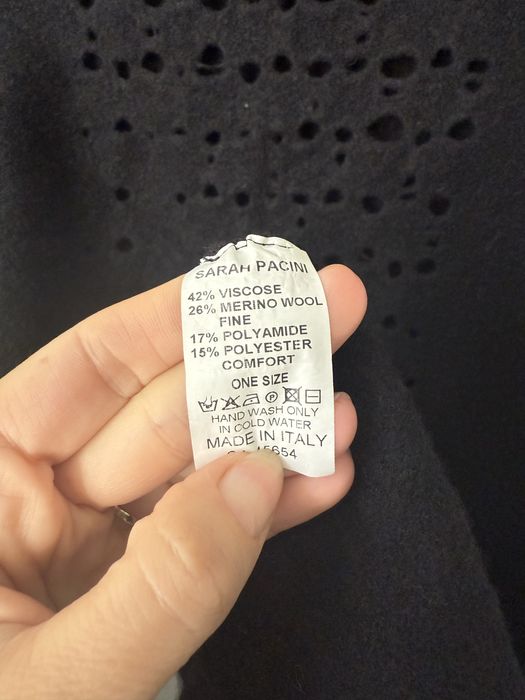 SARAH PACINI
42% VISCOSE
26% MERINO WOOL
FINE
17% POLYAMIDE
15% POLYESTER
COMFORT
ONE SIZE
HAND WASH ONLY
IN COLD WATER
MADE IN ITALY